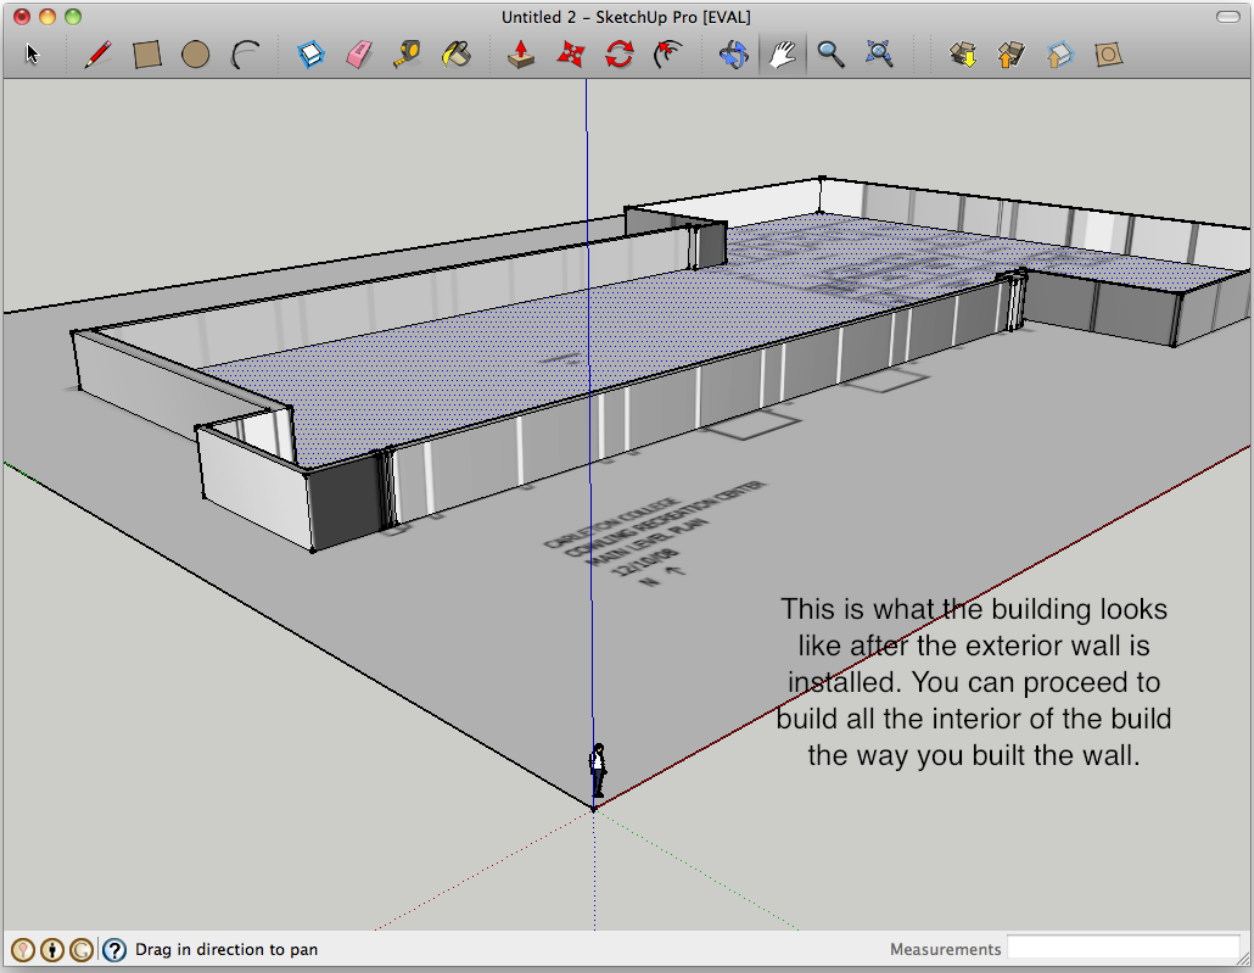 Untitled 2 – SketchUp Pro [EVAL]
CARLETON COLLEGE
COWLING RECREATION CENTER
MAIN LEVEL PLAN
12/10/08
N
This is what the building looks
like after the exterior wall is
installed. You can proceed to
build all the interior of the build
the way you built the wall.
Drag in direction to pan
Measurements